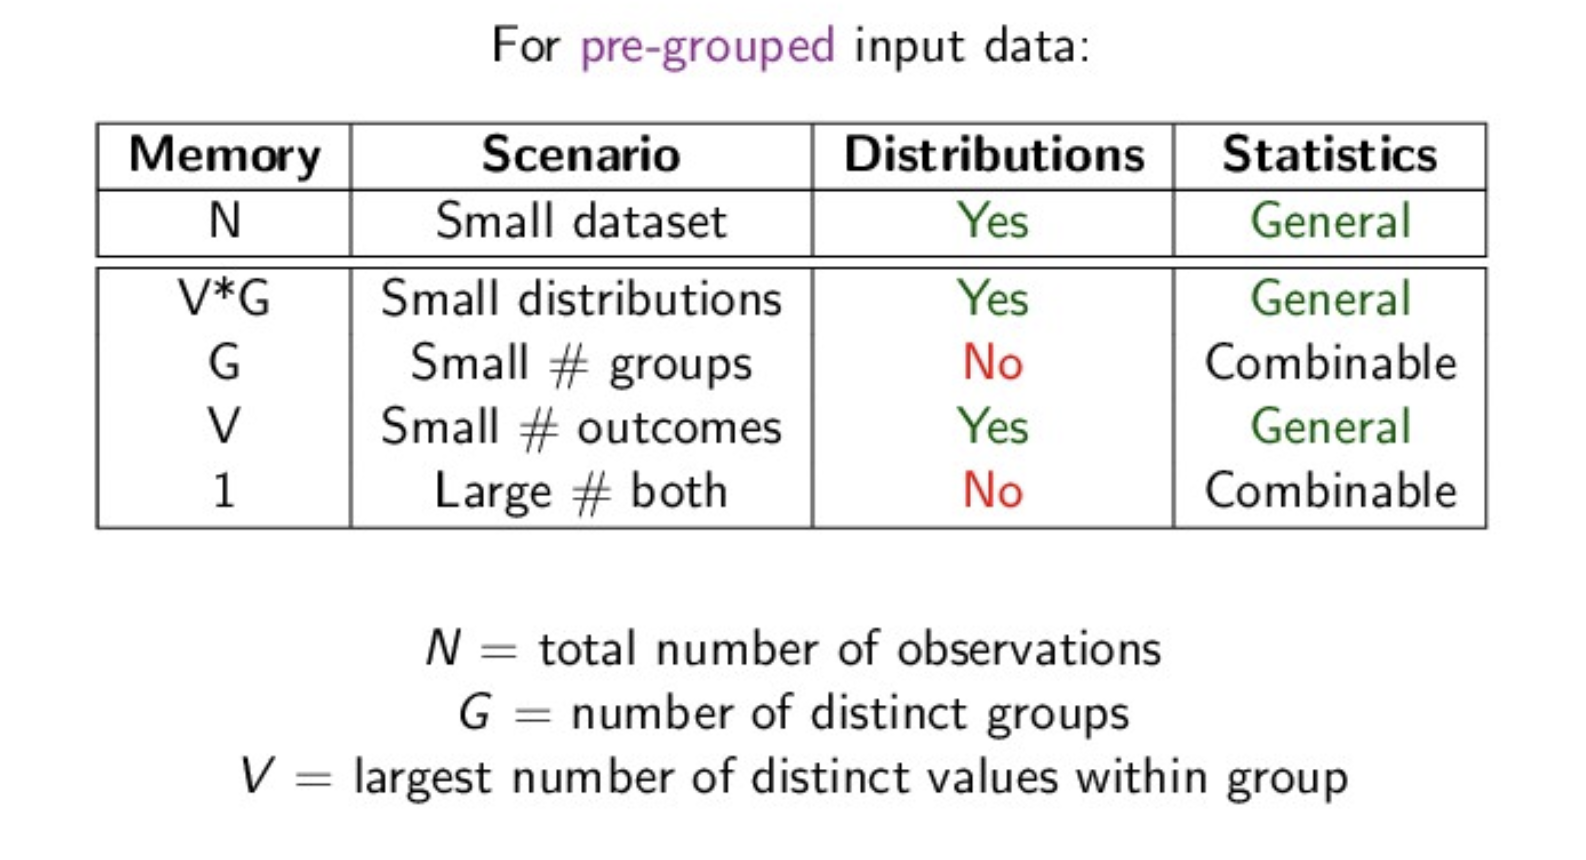 For pre-grouped input data:
Memory Scenario Distributions Statistics
N Small dataset Yes General
V*G Small distributions Yes General
G Small # groups No Combinable
V Small # outcomes Yes General
1 Large # both No Combinable
N = total number of observations
G = number of distinct groups
V = largest number of distinct values within group